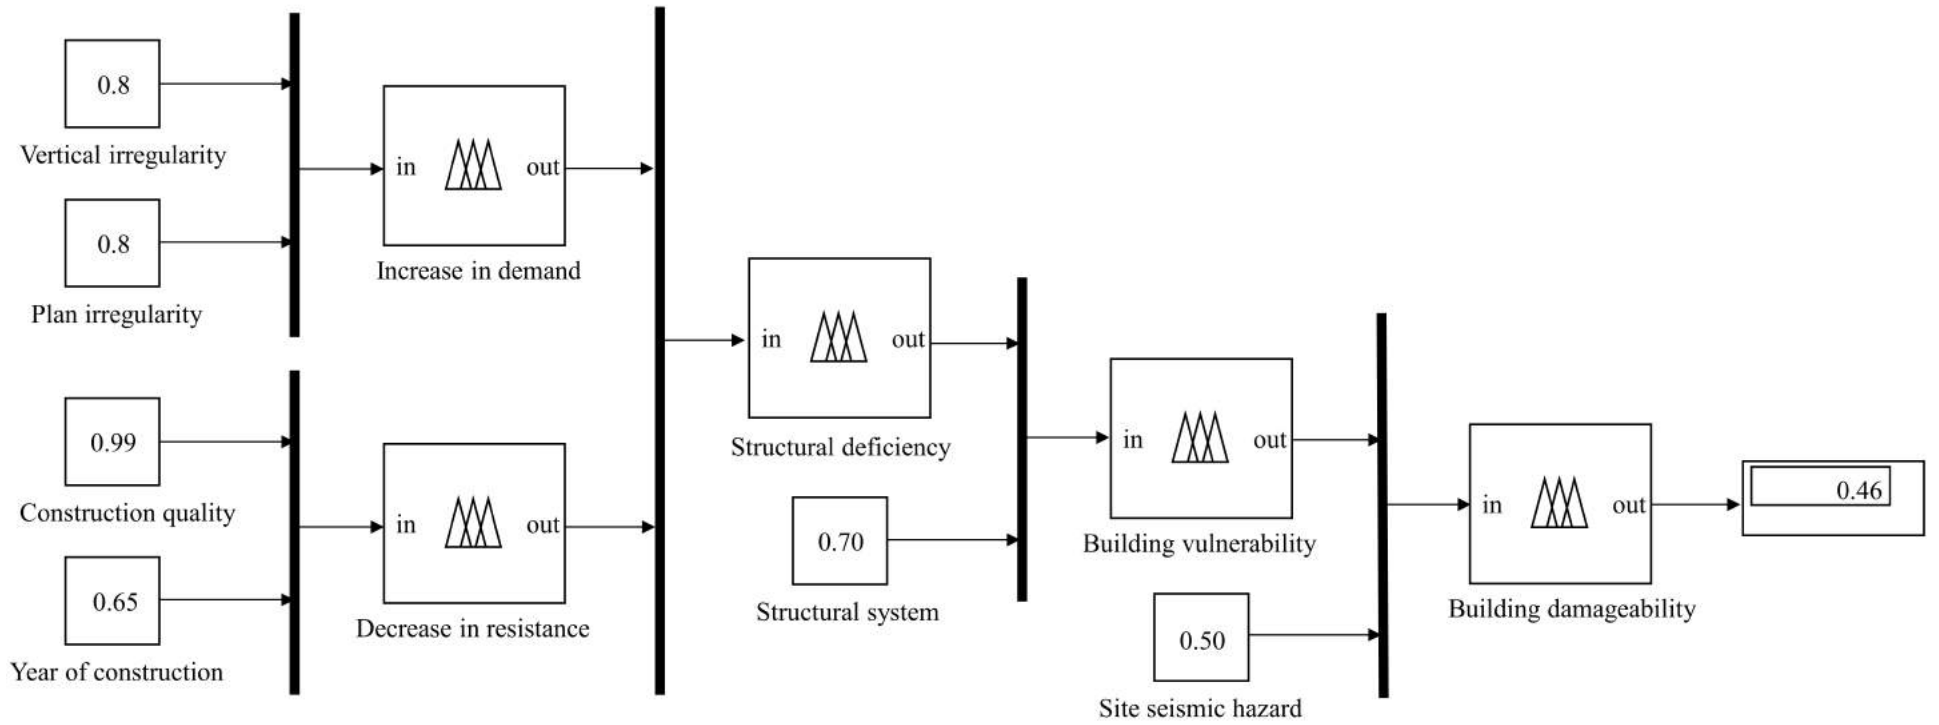 0.8
Vertical irregularity
0.8
Plan irregularity
in
out
Increase in demand
0.99
Construction quality
0.65
Year of construction
in
out
Decrease in resistance
in
out
Structural deficiency
0.70
Structural system
in
out
Building vulnerability
0.50
Site seismic hazard
in
out
Building damageability
0.46